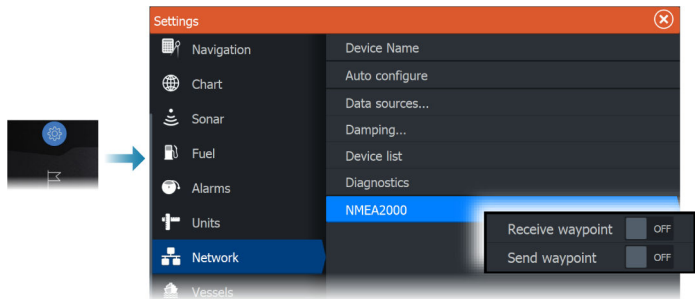 Settings
Navigation
Chart
Sonar
Fuel
Alarms
Units
Network
Vessels
Device Name
Auto configure
Data sources...
Damping...
Device list
Diagnostics
NMEA2000
Receive waypoint OFF
Send waypoint OFF